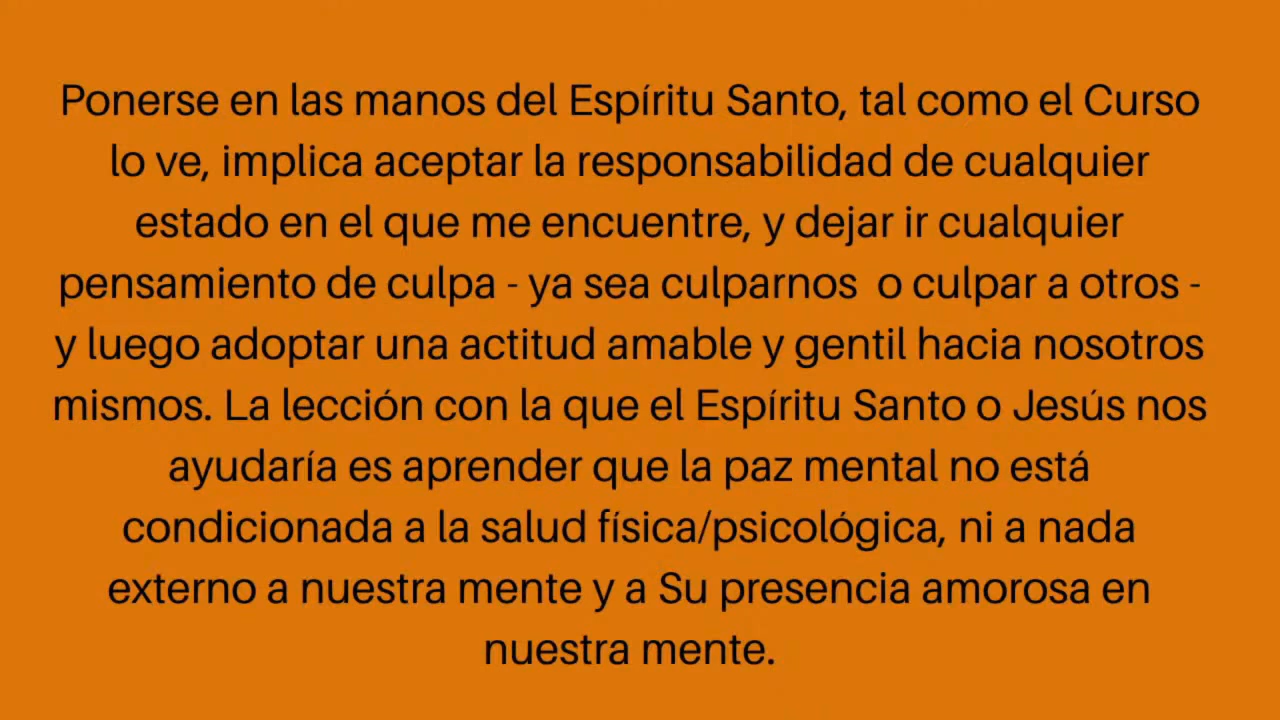 Ponerse en las manos del Espíritu Santo, tal como el Curso
lo ve, implica aceptar la responsabilidad de cualquier
estado en el que me encuentre, y dejar ir cualquier
pensamiento de culpa - ya sea culparnos  o culpar a otros -
y luego adoptar una actitud amable y gentil hacia nosotros
mismos. La lección con la que el Espíritu Santo o Jesús nos
ayudaría es aprender que la paz mental no está
condicionada a la salud física/psicológica, ni a nada
externo a nuestra mente y a Su presencia amorosa en
nuestra mente.